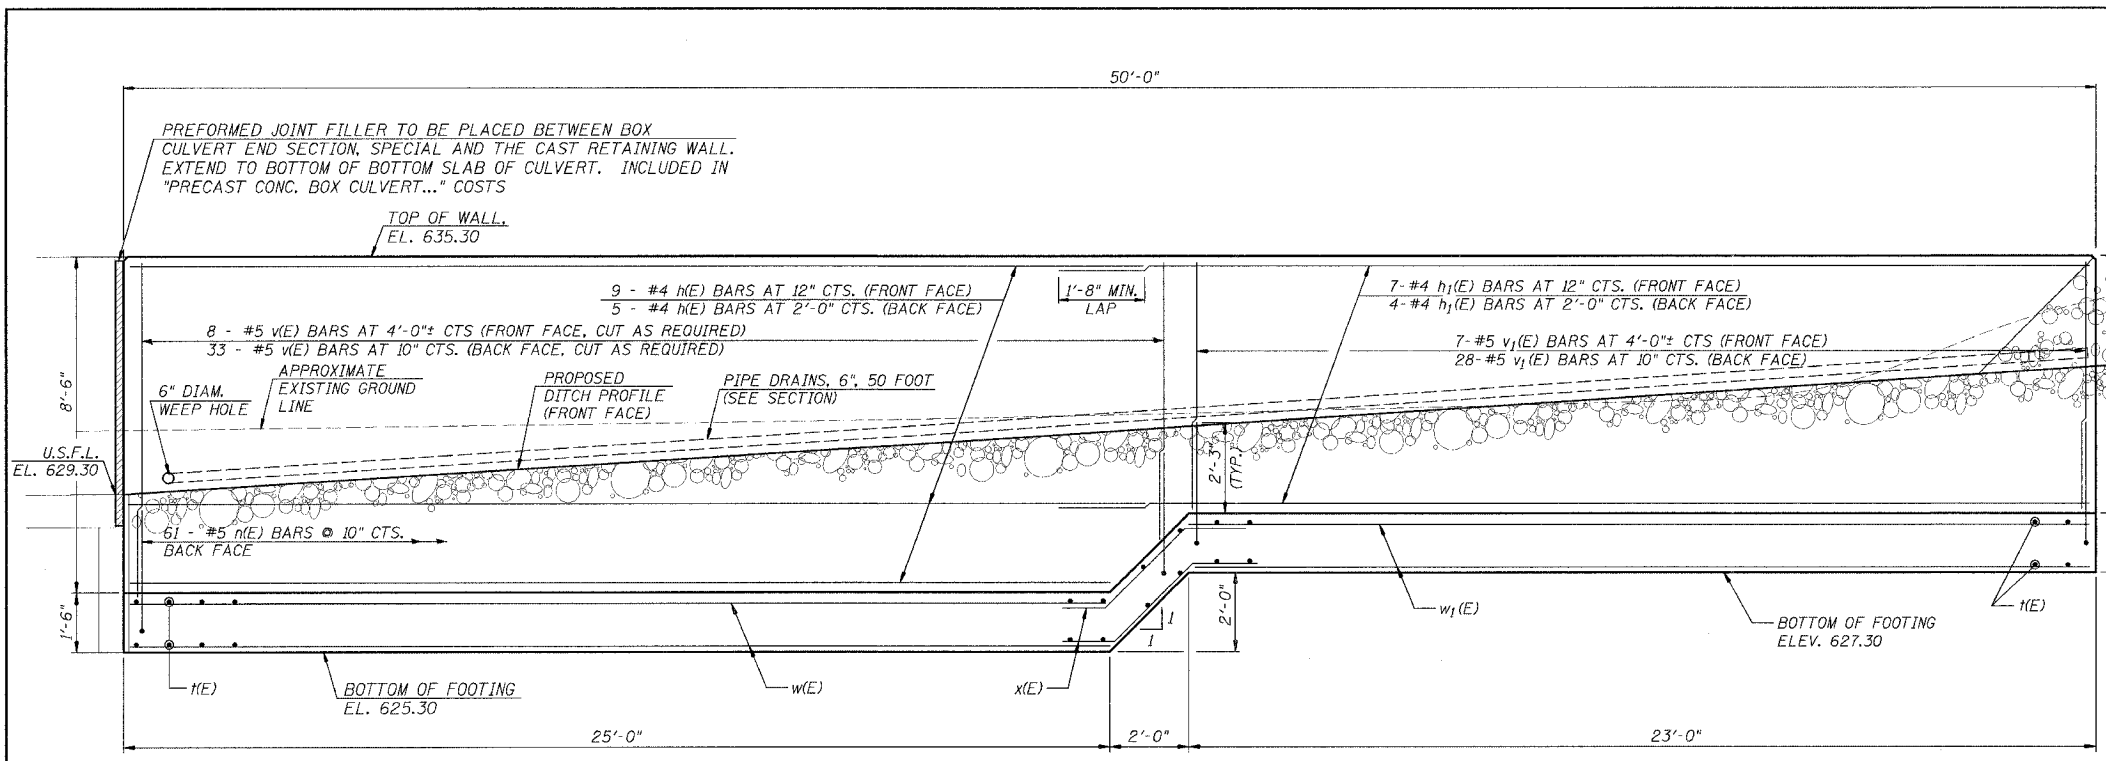 50'-0"
PREFORMED JOINT FILLER TO BE PLACED BETWEEN BOX
CULVERT END SECTION, SPECIAL AND THE CAST RETAINING WALL.
EXTEND TO BOTTOM OF BOTTOM SLAB OF CULVERT. INCLUDED IN
"PRECAST CONC. BOX CULVERT..." COSTS
TOP OF WALL,
EL. 635.30
9 - #4 h(E) BARS AT 12" CTS. (FRONT FACE)
5 - #4 h(E) BARS AT 2'-0" CTS. (BACK FACE)
1'-8" MIN.
LAP
7-#4 h₁(E) BARS AT 12" CTS. (FRONT FACE)
4-#4 h₁(E) BARS AT 2'-0" CTS. (BACK FACE)
8 - #5 v(E) BARS AT 4'-0"± CTS (FRONT FACE, CUT AS REQUIRED)
33 - #5 v(E) BARS AT 10" CTS. (BACK FACE, CUT AS REQUIRED)
7-#5 v₁(E) BARS AT 4'-0"± CTS (FRONT FACE)
28-#5 v₁(E) BARS AT 10" CTS. (BACK FACE)
8'-6"
6" DIAM.
WEEP HOLE
APPROXIMATE
EXISTING GROUND
LINE
PROPOSED
DITCH PROFILE
(FRONT FACE)
PIPE DRAINS, 6", 50 FOOT
(SEE SECTION)
U.S.F.L.
EL. 629.30
2'-3"
(TYP.)
61 - #5 n(E) BARS @ 10" CTS.
BACK FACE
1'-6"
2'-0"
1
1
t(E)
BOTTOM OF FOOTING
EL. 625.30
w(E)
x(E)
w₁(E)
t(E)
BOTTOM OF FOOTING
ELEV. 627.30
25'-0"
2'-0"
23'-0"